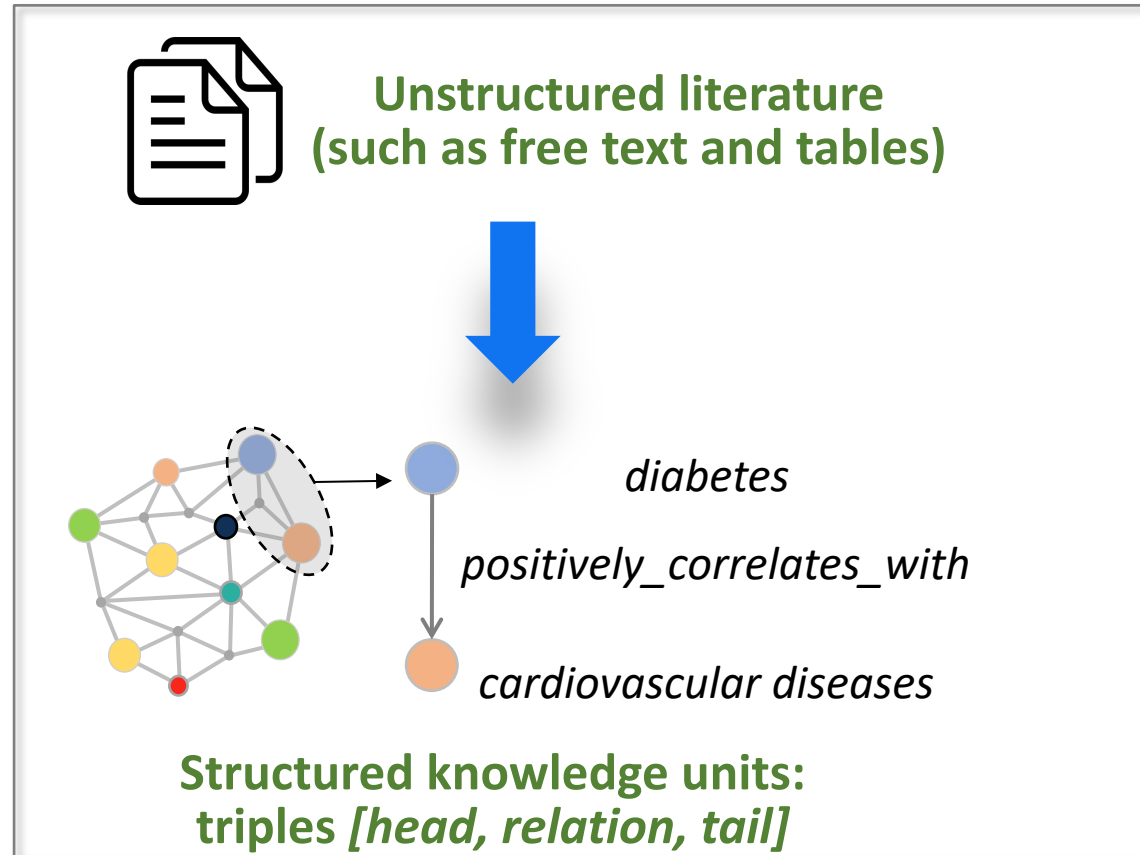 Unstructured literature
(such as free text and tables)
diabetes
positively_correlates_with
cardiovascular diseases
Structured knowledge units:
triples [head, relation, tail]